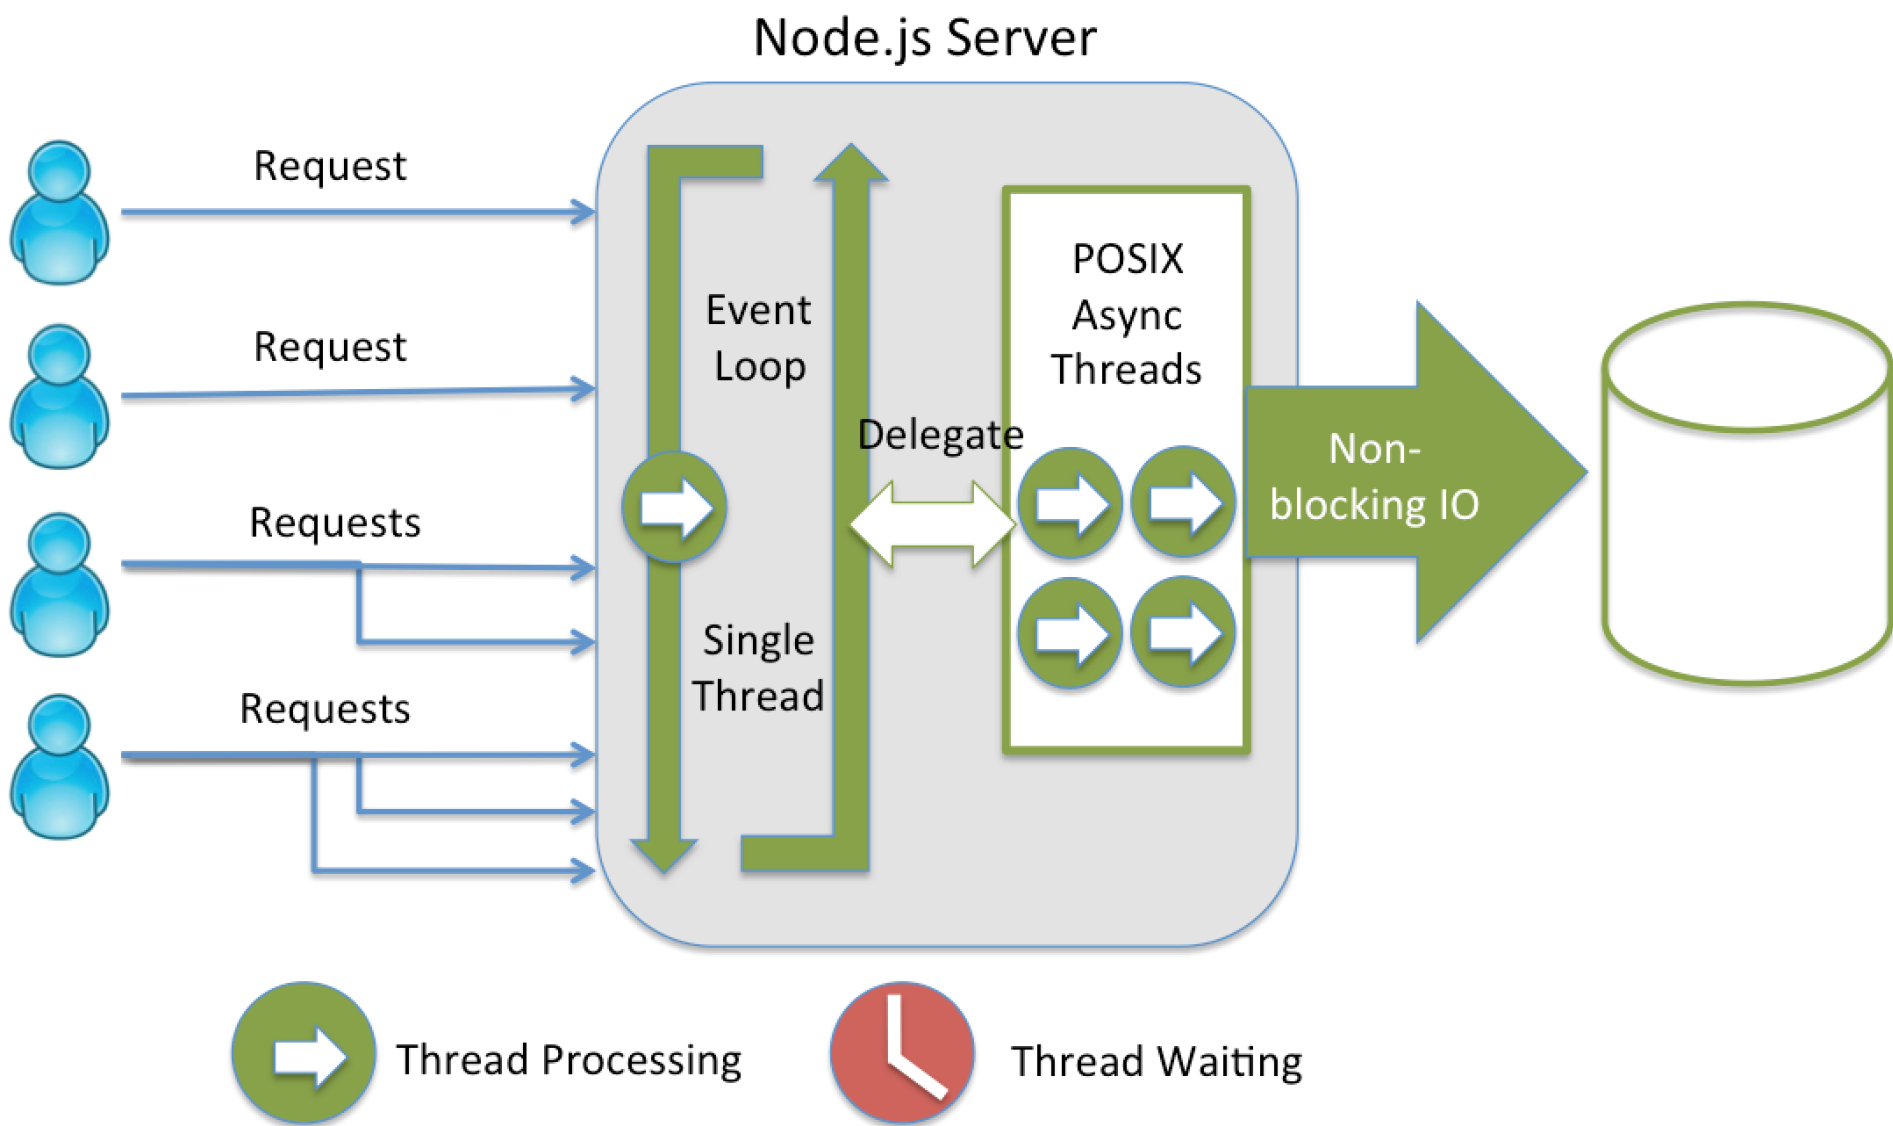 Node.js Server
Request
Request
Requests
Requests
Event
Loop
Single
Thread
Delegate
POSIX
Async
Threads
Non-
blocking IO
Thread Processing
Thread Waiting